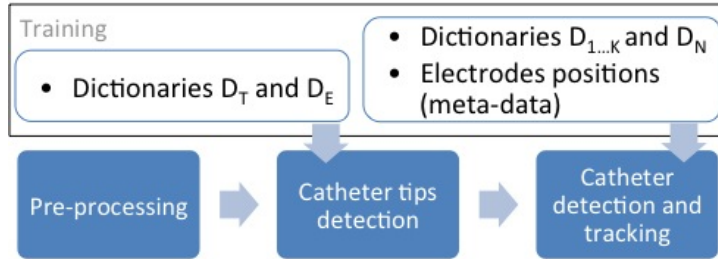 Training
• Dictionaries D_T and D_E
• Dictionaries D_1...K and D_N
• Electrodes positions
(meta-data)
Pre-processing
Catheter tips
detection
Catheter
detection and
tracking